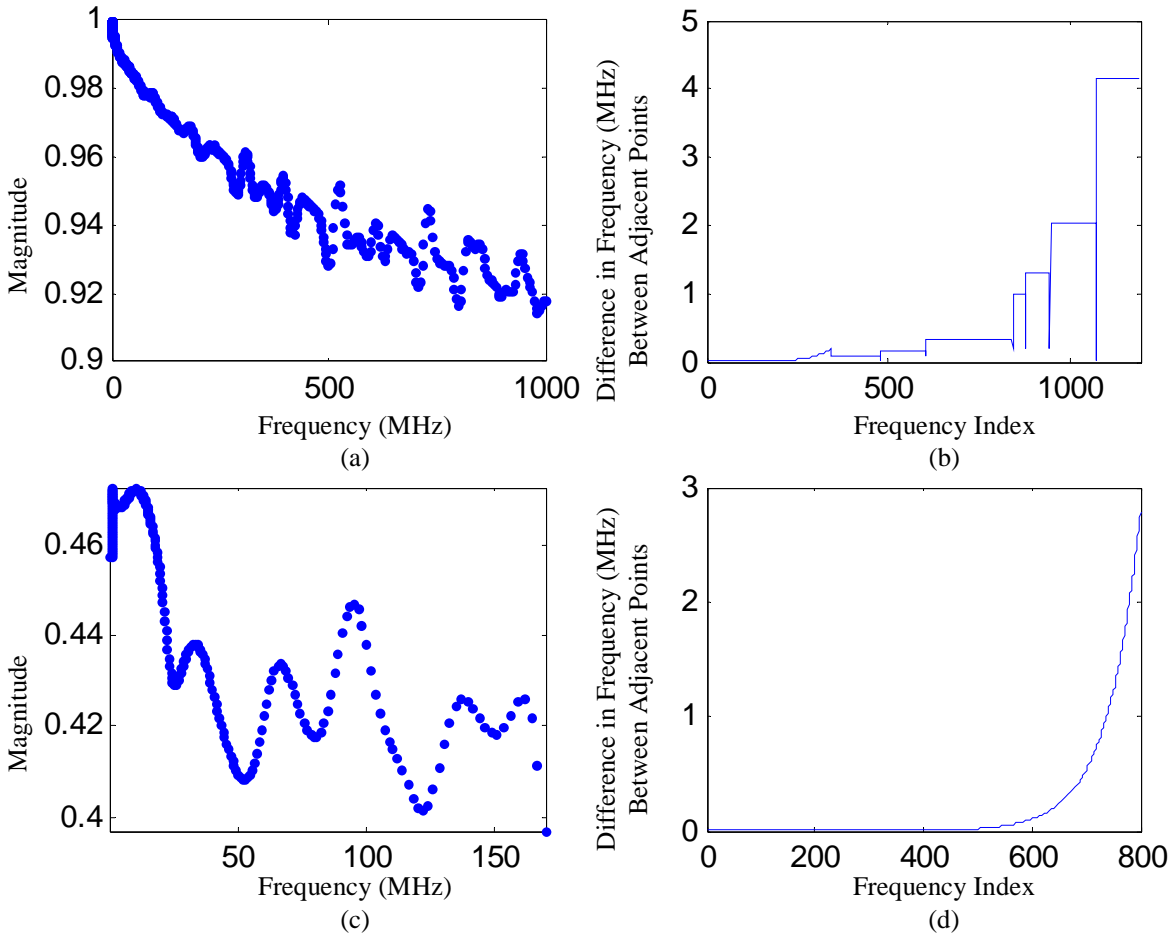 1
0.98
0.96
0.94
0.92
0.9
Magnitude
0
500
1000
Frequency (MHz)
(a)
5
4
3
2
1
0
Difference in Frequency (MHz)
Between Adjacent Points
0
500
1000
Frequency Index
(b)
0.46
0.44
0.42
0.4
Magnitude
50
100
150
Frequency (MHz)
(c)
3
2
1
0
Difference in Frequency (MHz)
Between Adjacent Points
0
200
400
600
800
Frequency Index
(d)